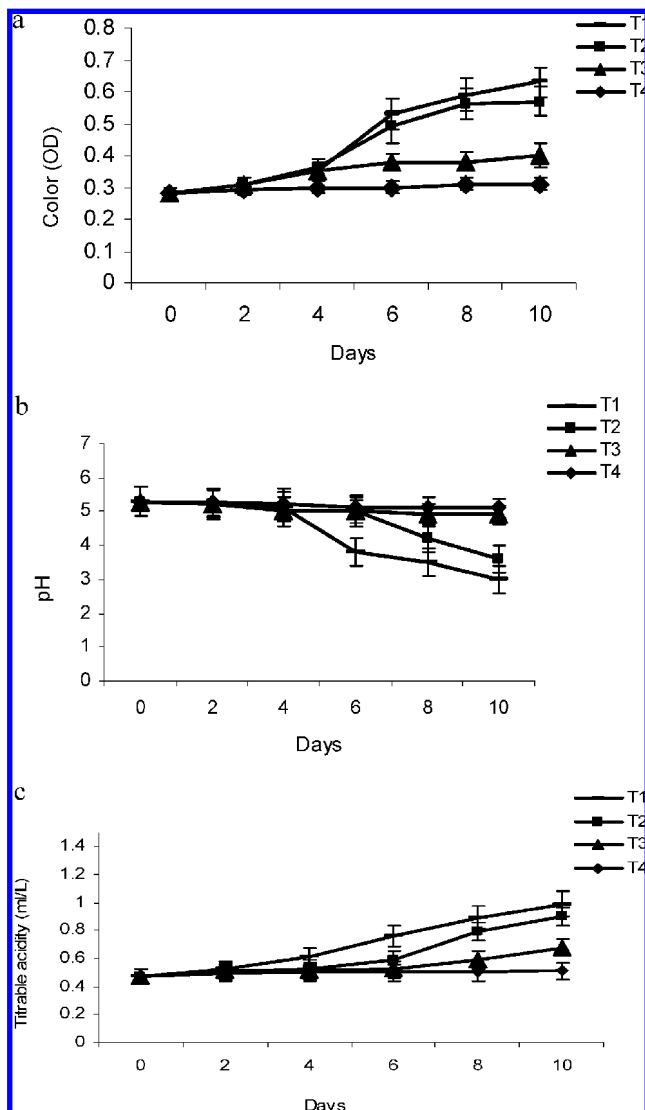 a
T1
T2
T3
T4
0.8
0.7
0.6
0.5
0.4
0.3
0.2
0.1
0
Color (OD)
0 2 4 6 8 10
Days
b
T1
T2
T3
T4
7
6
5
4
3
2
1
0
pH
0 2 4 6 8 10
Days
c
T1
T2
T3
T4
1.4
1.2
1
0.8
0.6
0.4
0.2
0
Titrable acidity (ml/L)
0 2 4 6 8 10
Days